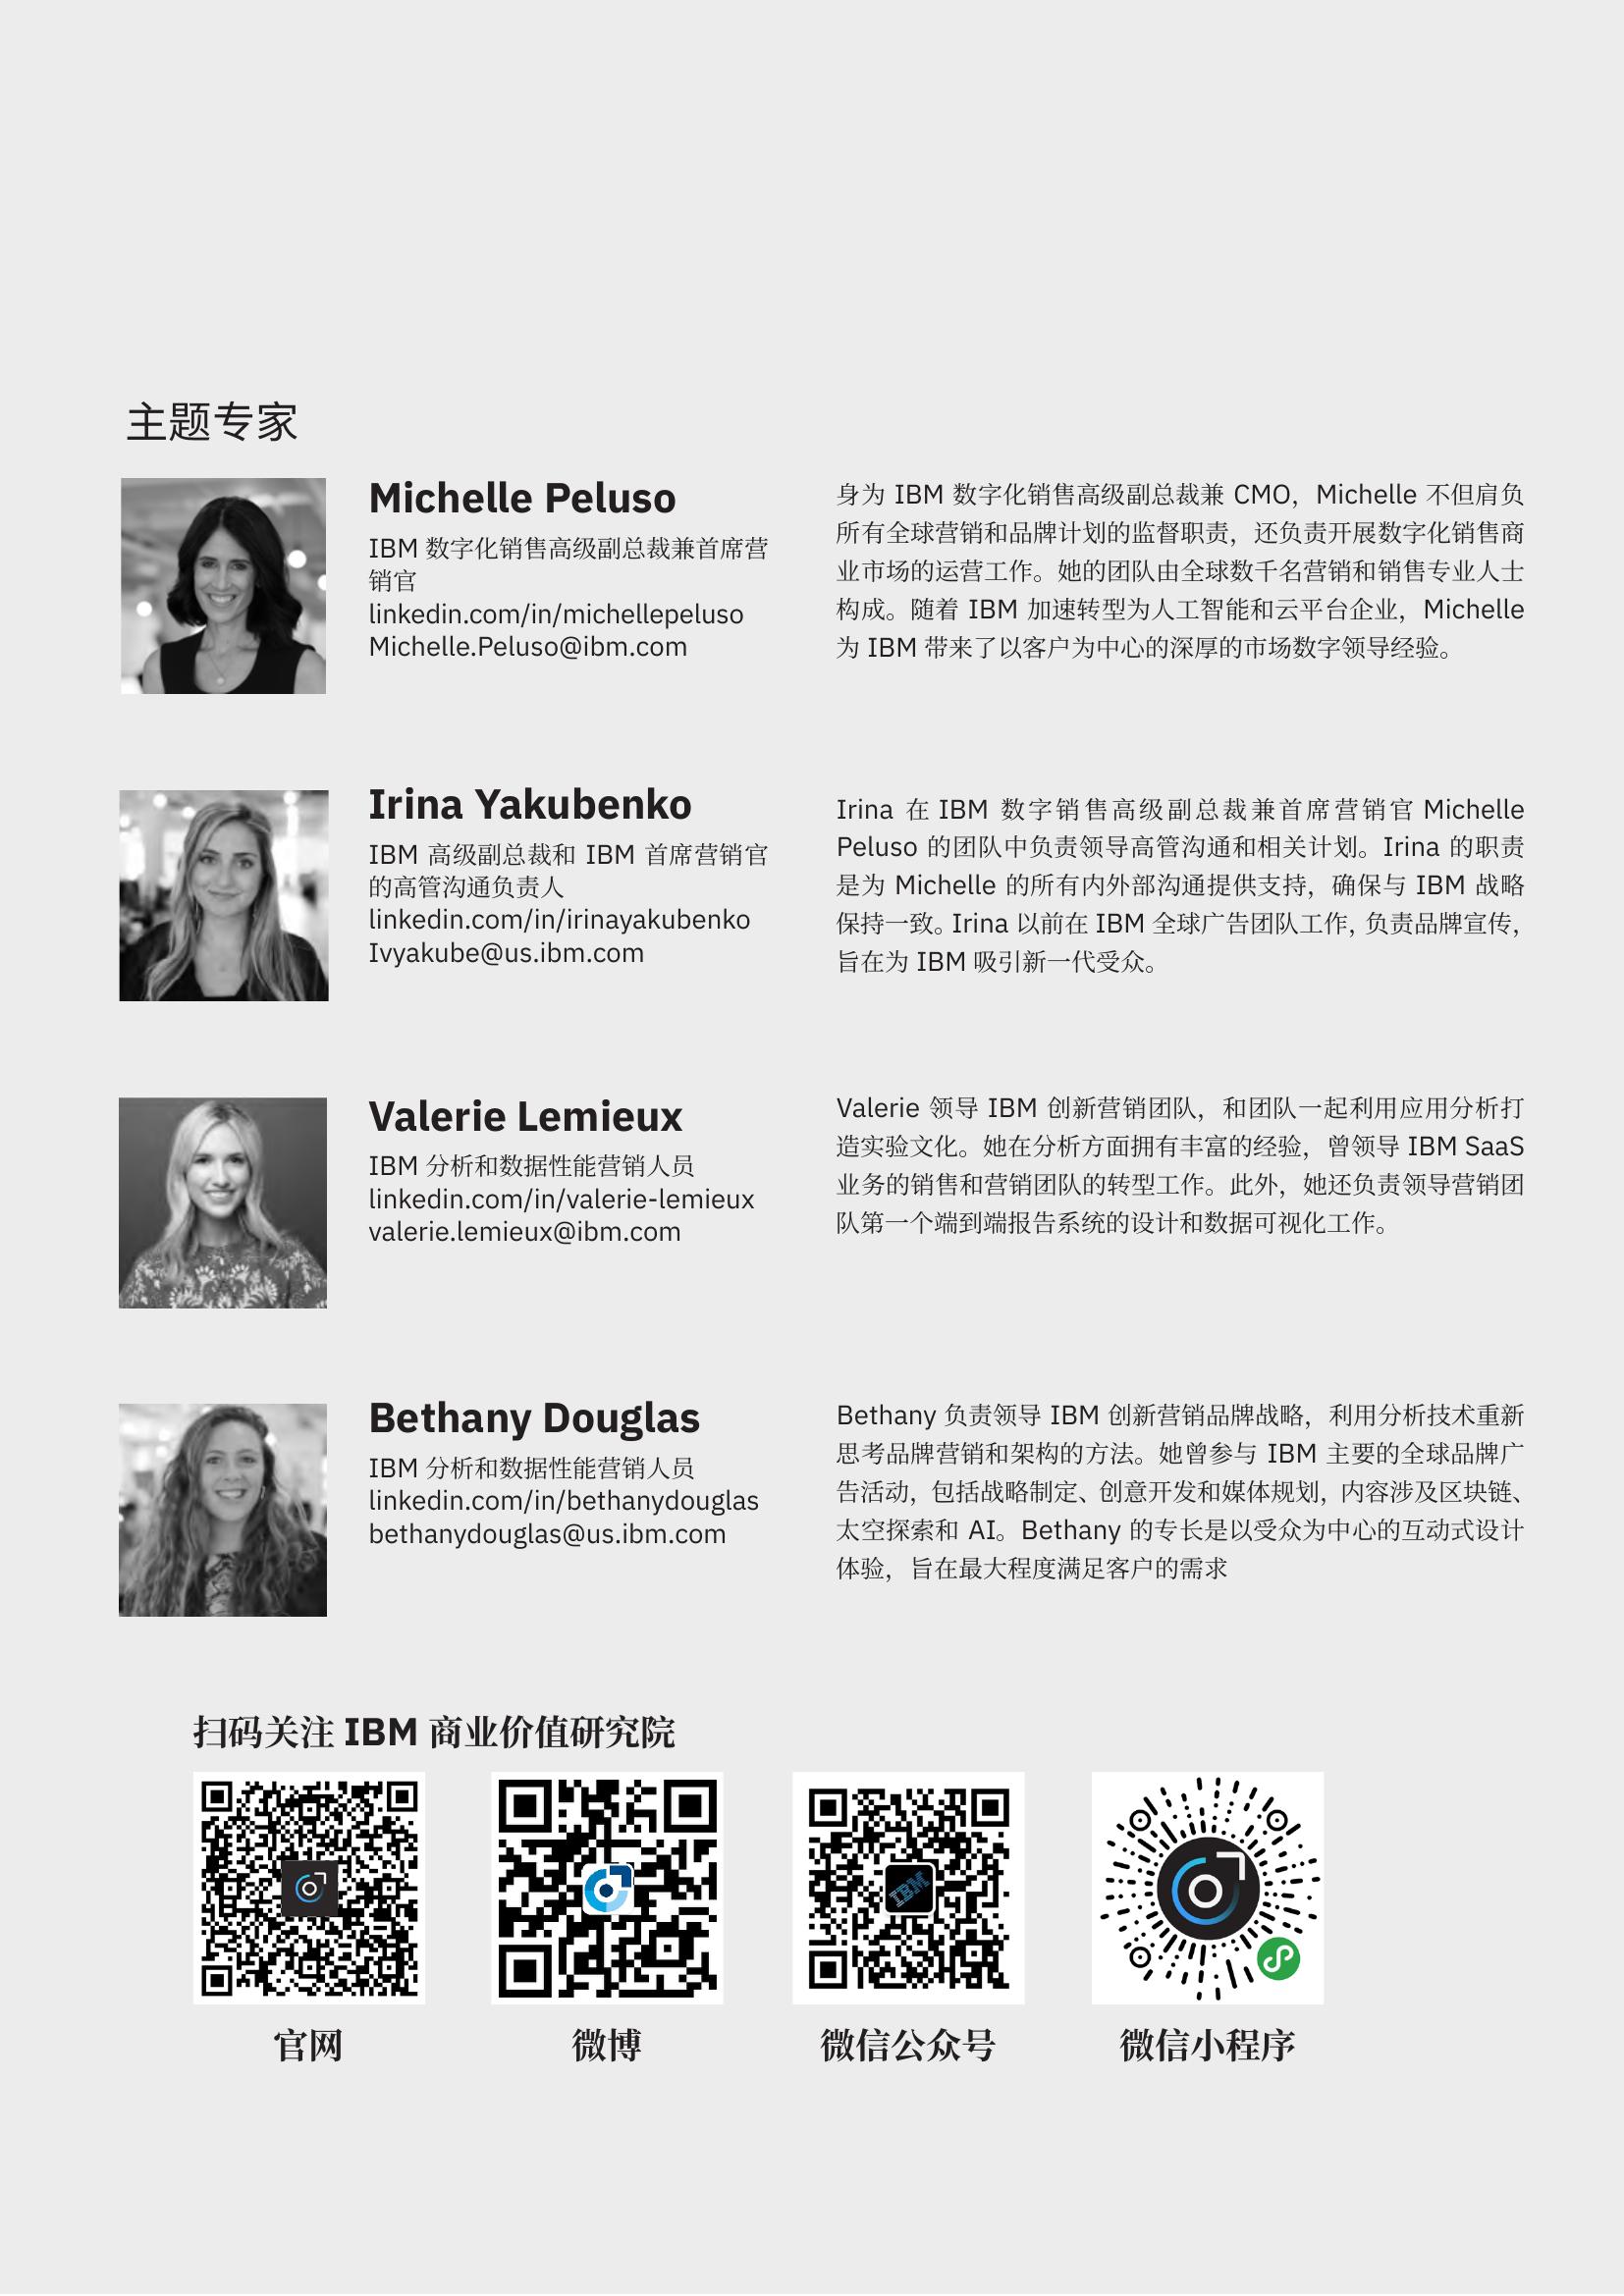 主题专家
Michelle Peluso
IBM 数字化销售高级副总裁兼首席营
销官
linkedin.com/in/michellepeluso
Michelle.Peluso@ibm.com
身为 IBM 数字化销售高级副总裁兼 CMO，Michelle 不但肩负
所有全球营销和品牌计划的监督职责，还负责开展数字化销售商
业市场的运营工作。她的团队由全球数千名营销和销售专业人士
构成。随着 IBM 加速转型为人工智能和云平台企业，Michelle
为 IBM 带来了以客户为中心的深厚的市场数字领导经验。
Irina Yakubenko
IBM 高级副总裁和 IBM 首席营销官
的高管沟通负责人
linkedin.com/in/irinayakubenko
Ivyakube@us.ibm.com
Irina 在 IBM 数字销售高级副总裁兼首席营销官 Michelle
Peluso 的团队中负责领导高管沟通和相关计划。Irina 的职责
是为 Michelle 的所有内外部沟通提供支持，确保与 IBM 战略
保持一致。Irina 以前在 IBM 全球广告团队工作，负责品牌宣传，
旨在为 IBM 吸引新一代受众。
Valerie Lemieux
IBM 分析和数据性能营销人员
linkedin.com/in/valerie-lemieux
valerie.lemieux@ibm.com
Valerie 领导 IBM 创新营销团队，和团队一起利用应用分析打
造实验文化。她在分析方面拥有丰富的经验，曾领导 IBM SaaS
业务的销售和营销团队的转型工作。此外，她还负责领导营销团
队第一个端到端报告系统的设计和数据可视化工作。
Bethany Douglas
IBM 分析和数据性能营销人员
linkedin.com/in/bethanydouglas
bethanydouglas@us.ibm.com
Bethany 负责领导 IBM 创新营销品牌战略，利用分析技术重新
思考品牌营销和架构的方法。她曾参与 IBM 主要的全球品牌广
告活动，包括战略制定、创意开发和媒体规划，内容涉及区块链、
太空探索和 AI。Bethany 的专长是以受众为中心的互动式设计
体验，旨在最大程度满足客户的需求
扫码关注 IBM 商业价值研究院
IBM
官网
微博
微信公众号
微信小程序